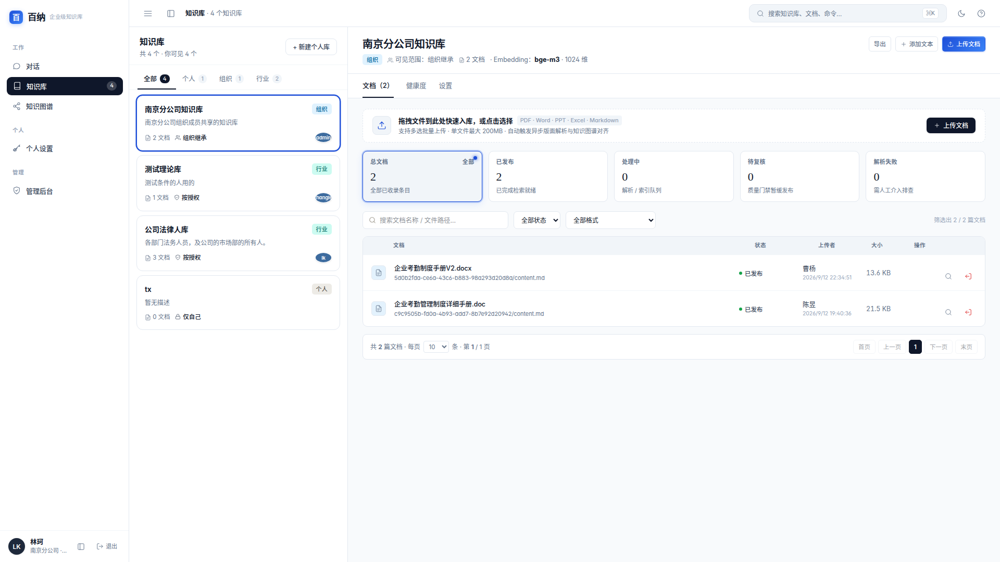 百 百纳 企业级知识库
工作
对话
知识库 4
知识图谱
个人
个人设置
管理
管理后台
LK 林珂
南京分公司 ·...
退出
知识库 · 4 个知识库
搜索知识库、文档、命令... ⌘K
知识库
共 4 个 · 你可见 4 个
+ 新建个人库
全部 4 个人 1 组织 1 行业 2
南京分公司知识库 组织
南京分公司组织成员共享的知识库
2 文档 组织继承 admin
测试理论库 行业
测试条件的人用的
1 文档 按授权
公司法律人库 行业
各部门法务人员，及公司的市场部的所有人。
3 文档 按授权 lk
tx 个人
暂无描述
0 文档 仅自己
南京分公司知识库
导出 + 添加文本 上传文档
组织 可见范围：组织继承 2 文档 · Embedding：bge-m3 · 1024 维
文档（2） 健康度 设置
拖拽文件到此处快速入库，或点击选择 PDF · Word · PPT · Excel · Markdown
支持多选批量上传 · 单文件最大 200MB · 自动触发异步版面解析与知识图谱对齐
+ 上传文档
总文档 全部
2
全部已收录条目
已发布
2
已完成检索就绪
处理中
0
解析 / 索引队列
待复核
0
质量门禁暂缓发布
解析失败
0
需人工介入排查
搜索文档名称 / 文件路径... 全部状态 全部格式 筛选出 2 / 2 篇文档
文档 状态 上传者 大小 操作
企业考勤制度手册V2.docx
5d0b2fda-ce6a-43c6-b883-98a293d20d8d/content.md
已发布
曹杨
2026/9/12 22:34:51
13.6 KB
企业考勤管理制度详细手册.doc
c9c9505b-fd0a-4b93-add7-8b7e92d20942/content.md
已发布
陈昱
2026/9/12 19:40:36
21.5 KB
共 2 篇文档 · 每页 10 条 · 第 1 / 1 页
首页 上一页 1 下一页 末页